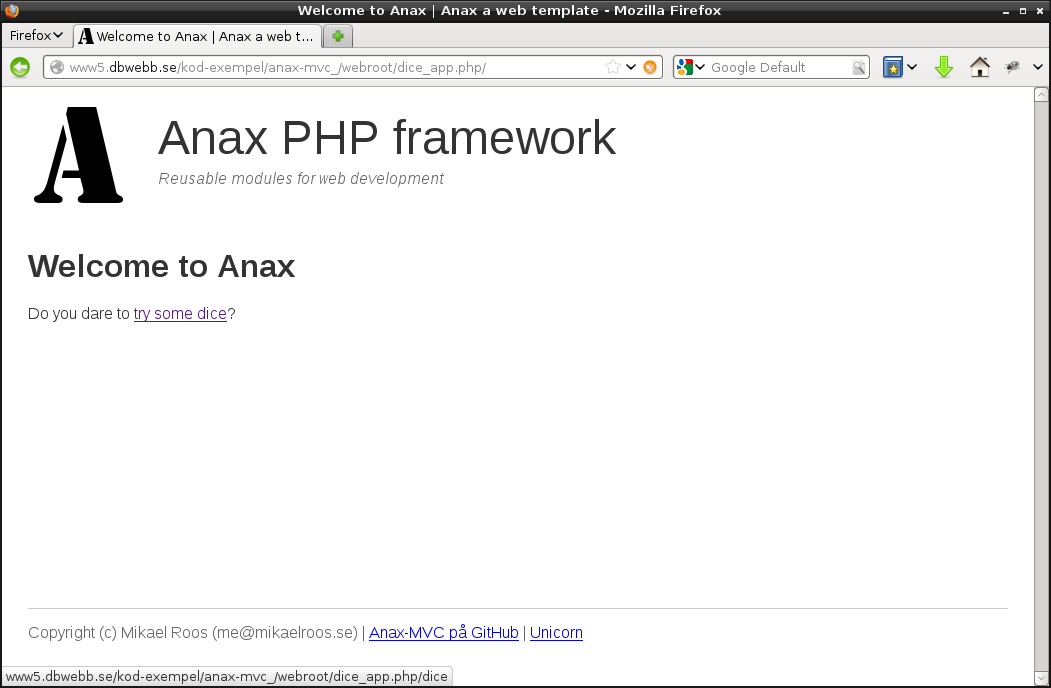 Welcome to Anax | Anax a web template - Mozilla Firefox
Firefox
Welcome to Anax | Anax a web t...
www5.dbwebb.se/kod-exempel/anax-mvc_/webroot/dice_app.php/
Google Default
A
Anax PHP framework
Reusable modules for web development
Welcome to Anax
Do you dare to try some dice?
Copyright (c) Mikael Roos (me@mikaelroos.se) | Anax-MVC på GitHub | Unicorn
www5.dbwebb.se/kod-exempel/anax-mvc_/webroot/dice_app.php/dice